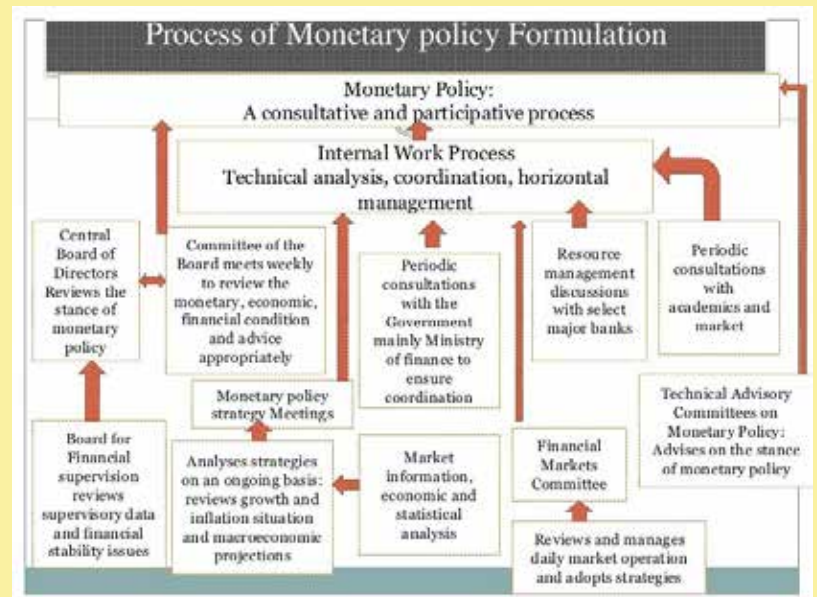 Process of Monetary policy Formulation
Monetary Policy:
A consultative and participative process
Internal Work Process
Technical analysis, coordination, horizontal
management
Central
Board of
Directors
Reviews the
stance of
monetary
policy
Committee of the
Board meets weekly
to review the
monetary, economic,
financial condition
and advice
appropriately
Periodic
consultations
with the
Government
mainly Ministry
of finance to
ensure
coordination
Resource
management
discussions
with select
major banks
Periodic
consultations
with
academics and
market
Monetary policy
strategy Meetings
Technical Advisory
Committees on
Monetary Policy:
Advises on the stance
of monetary policy
Board for
Financial
supervision
reviews
supervisory data
and financial
stability issues
Analyses strategies
on an ongoing basis:
reviews growth and
inflation situation
and macroeconomic
projections
Market
information,
economic and
statistical
analysis
Financial
Markets
Committee
Reviews and manages
daily market operation
and adopts strategies